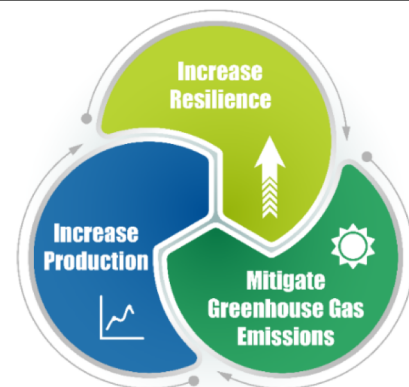 Increase
Resilience
Increase
Production
Mitigate
Greenhouse Gas
Emissions